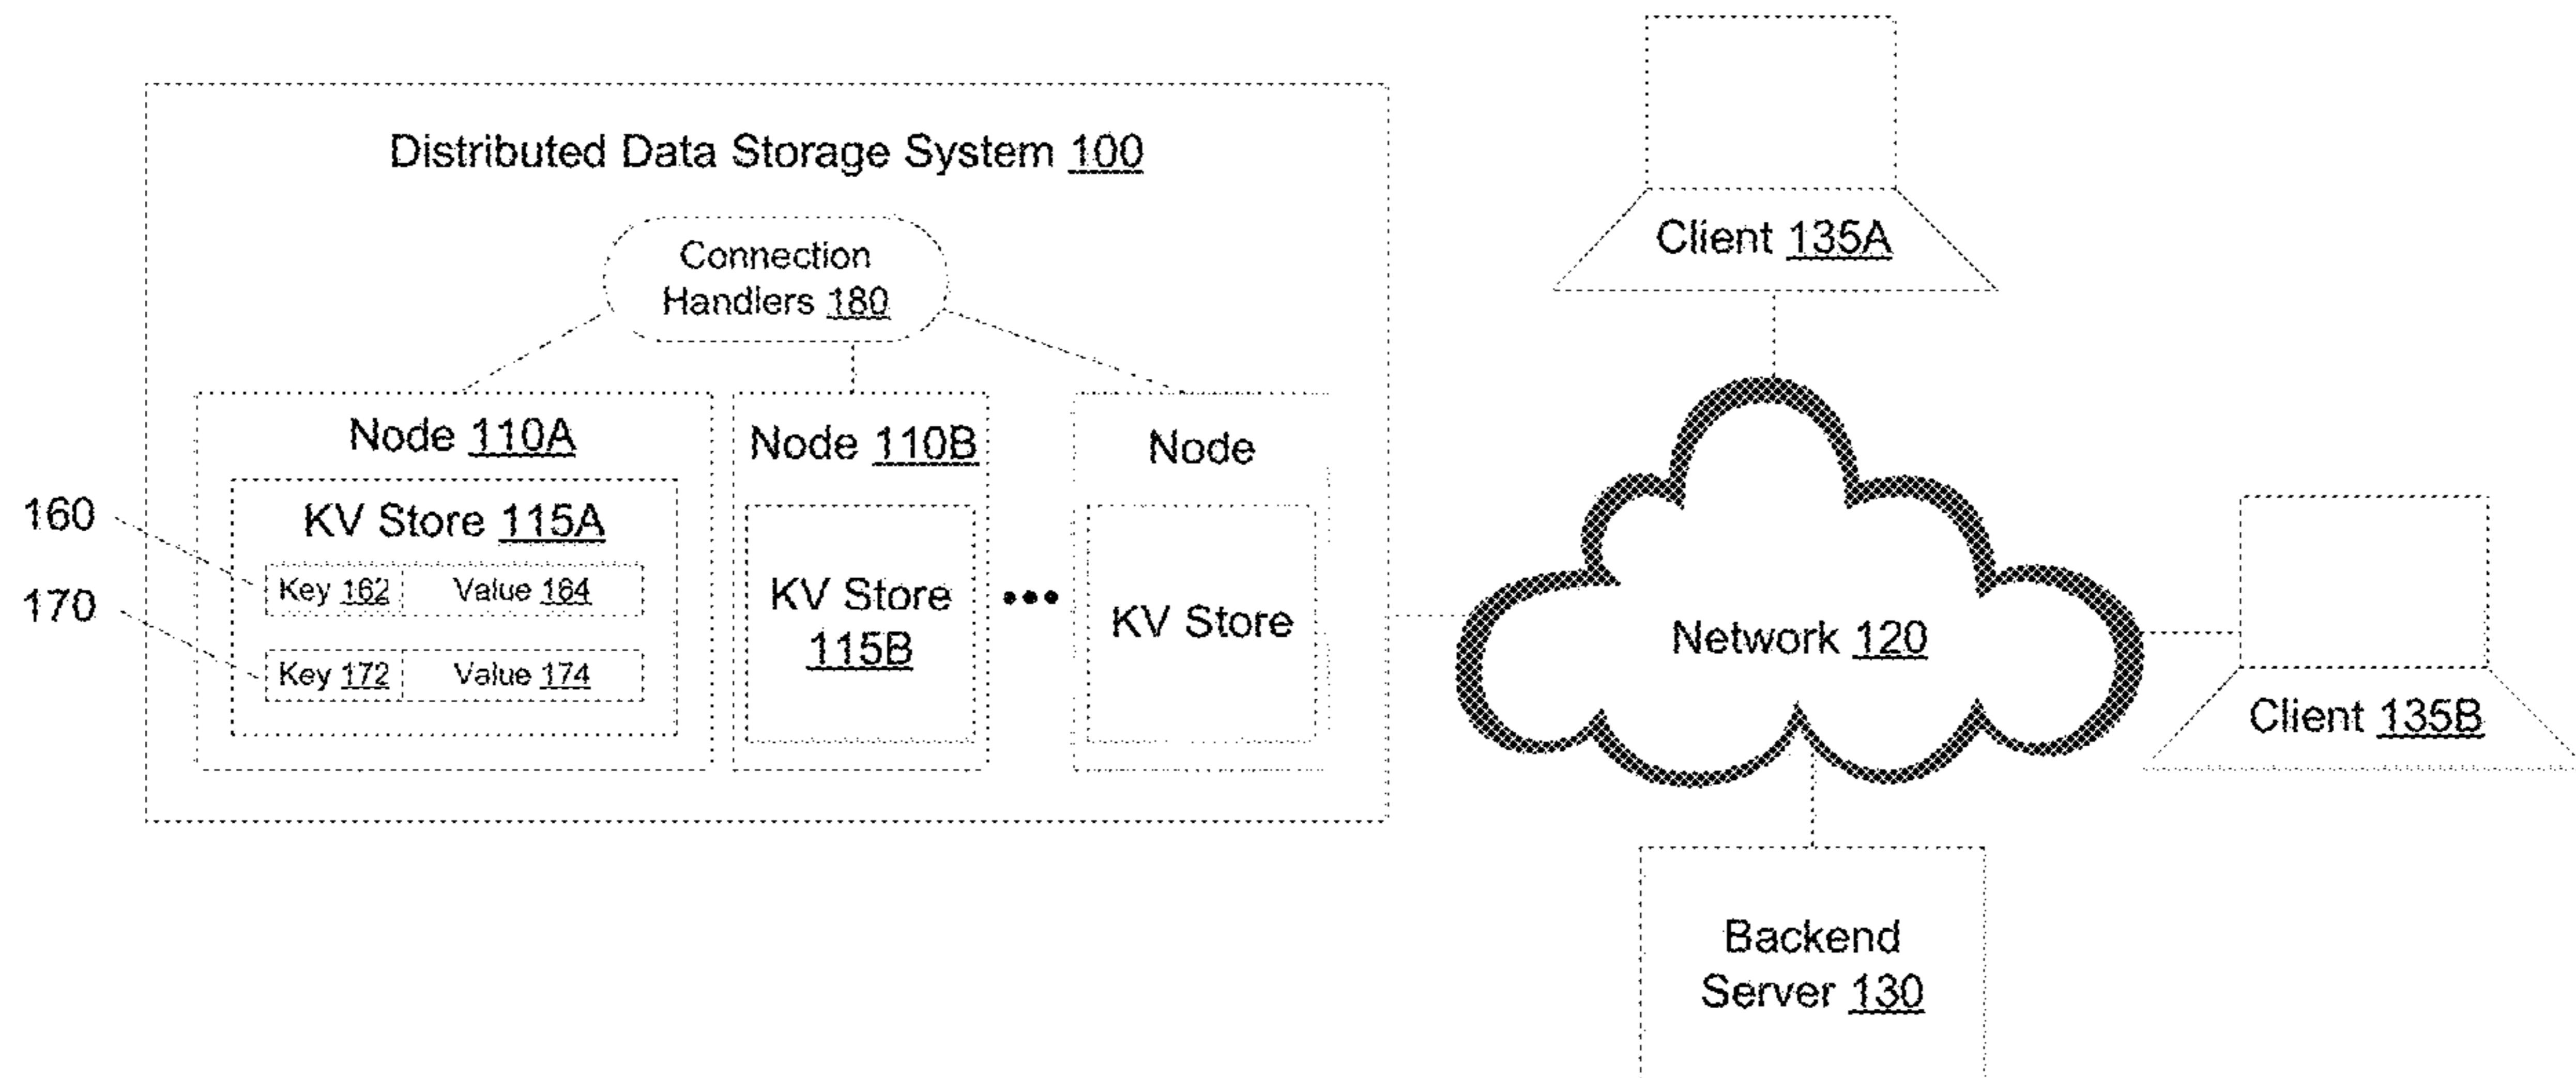 Distributed Data Storage System 100
Connection
Handlers 180
Node 110A
KV Store 115A
160
Key 162 Value 164
170
Key 172 Value 174
Node 110B
KV Store
115B
•••
Node
KV Store
Client 135A
Network 120
Client 135B
Backend
Server 130